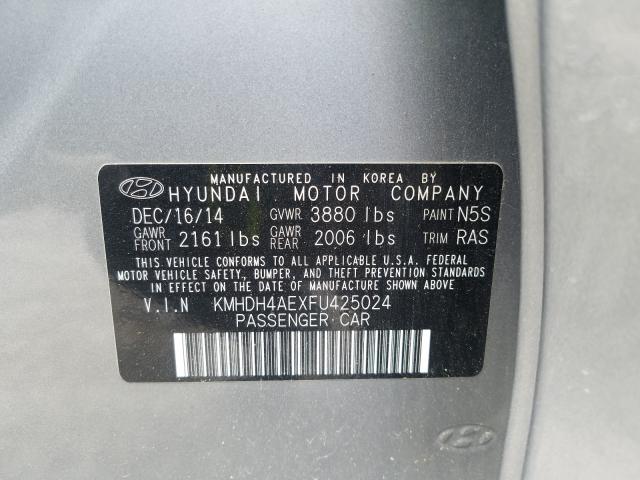 MANUFACTURED IN KOREA BY
HYUNDAI MOTOR COMPANY
DEC/16/14 GVWR 3880 lbs PAINT N5S
GAWR FRONT 2161 lbs GAWR REAR 2006 lbs TRIM RAS
THIS VEHICLE CONFORMS TO ALL APPLICABLE U.S.A. FEDERAL
MOTOR VEHICLE SAFETY, BUMPER, AND THEFT PREVENTION STANDARDS
IN EFFECT ON THE DATE OF MANUFACTURE SHOWN ABOVE
V.I.N KMHDH4AEXFU425024
PASSENGER CAR